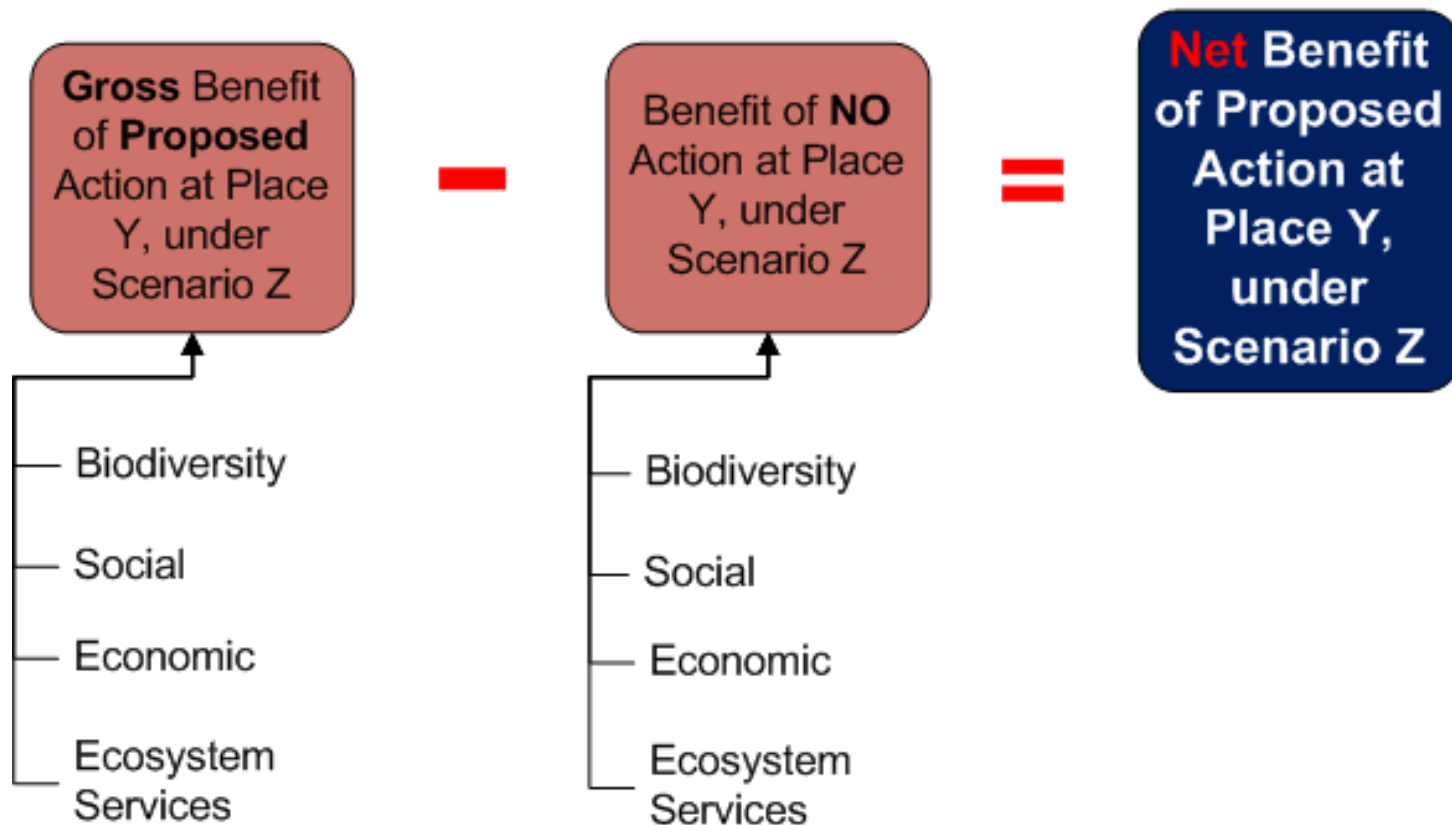 Gross Benefit
of Proposed
Action at Place
Y, under
Scenario Z
-
Benefit of NO
Action at Place
Y, under
Scenario Z
=
Net Benefit
of Proposed
Action at
Place Y,
under
Scenario Z
Biodiversity
Social
Economic
Ecosystem
Services
Biodiversity
Social
Economic
Ecosystem
Services